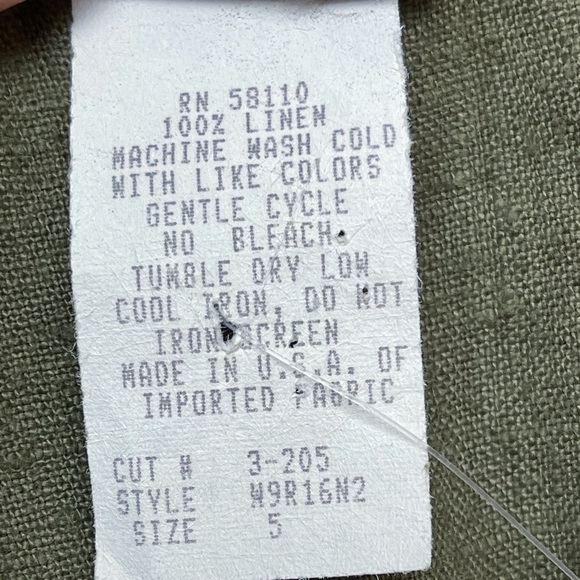 RN 58110
100% LINEN
MACHINE WASH COLD
WITH LIKE COLORS
GENTLE CYCLE
NO BLEACH
TUMBLE DRY LOW
COOL IRON, DO NOT
IRON SCREEN
MADE IN U.S.A. OF
IMPORTED FABRIC
CUT # 3-205
STYLE W9R16N2
SIZE 5